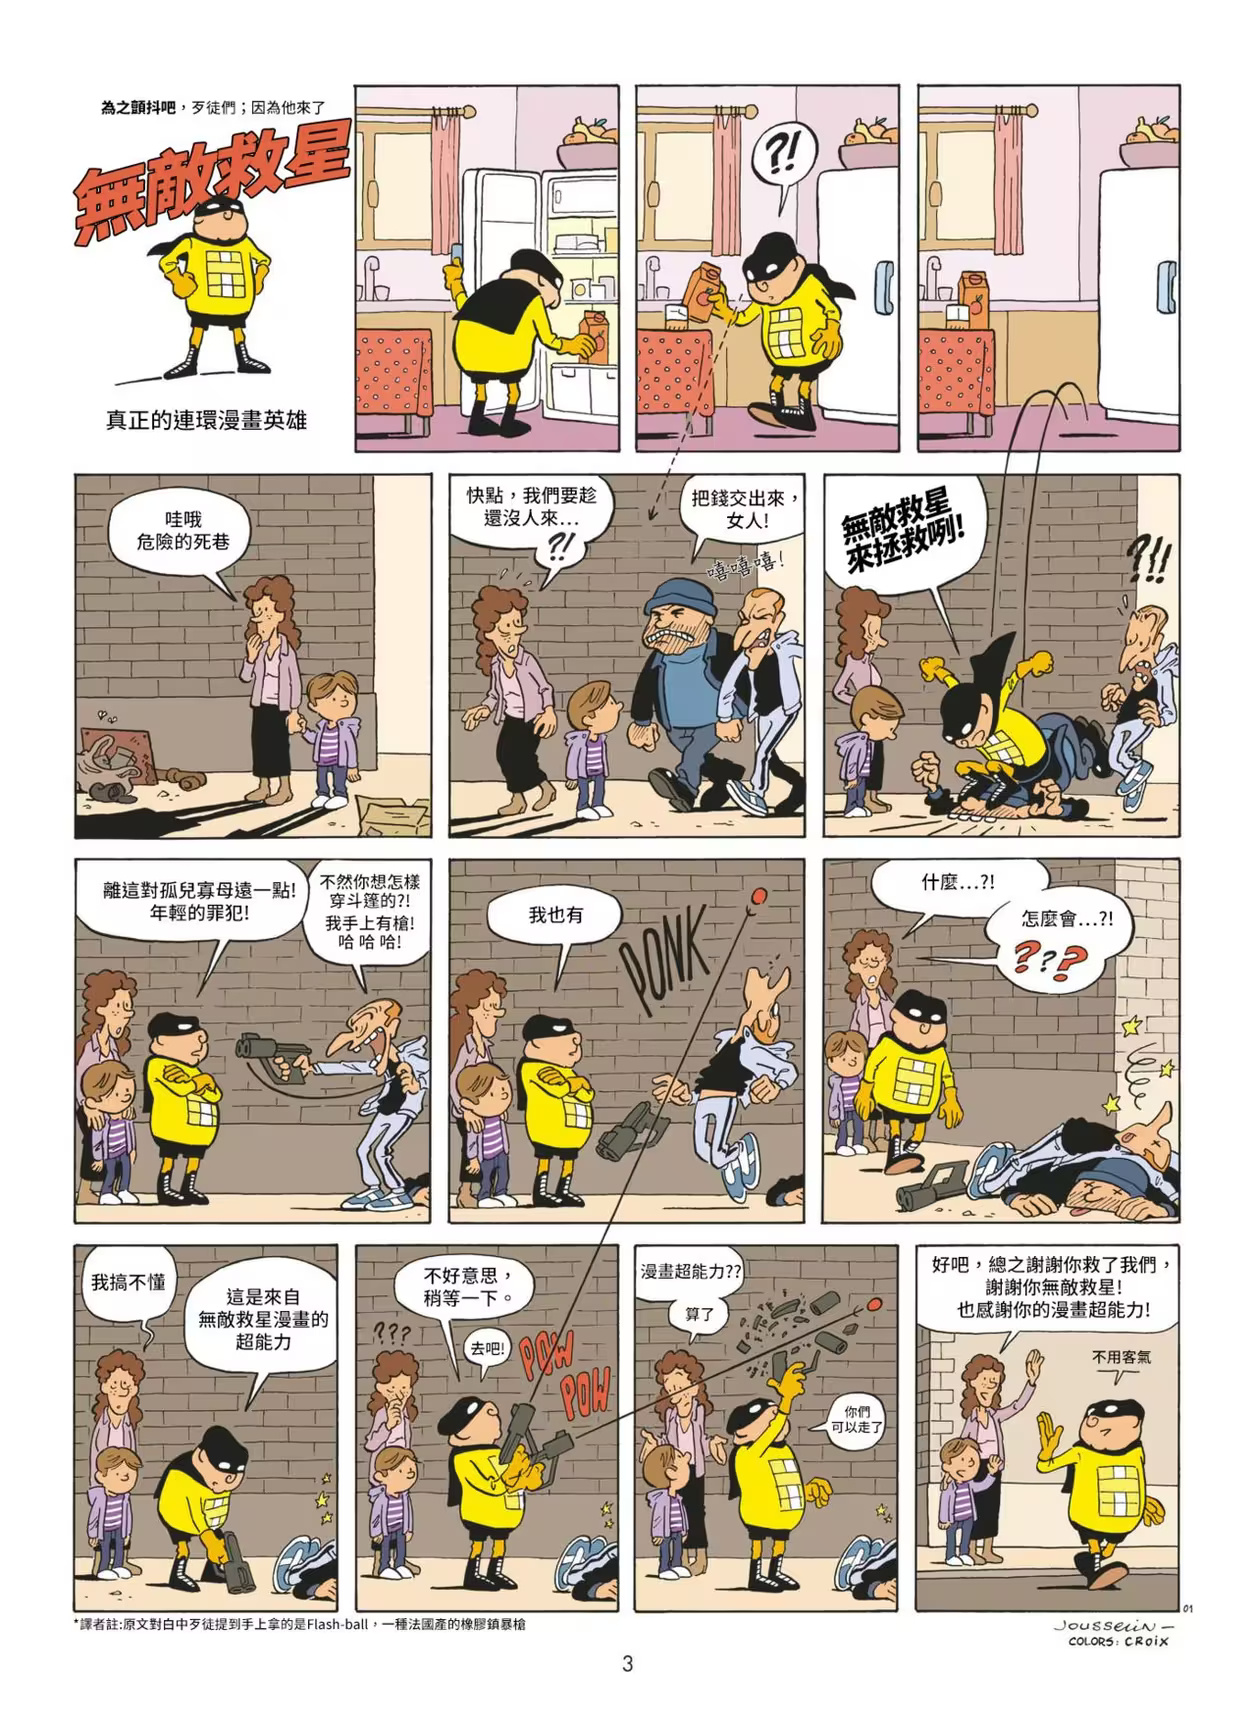 為之顫抖吧，歹徒們；因為他來了
無敵救星
真正的連環漫畫英雄
?!
哇哦
危險的死巷
快點，我們要趁
還沒人來…
?!
把錢交出來，
女人!
嘻嘻嘻!
無敵救星
來拯救咧!
?!!
離這對孤兒寡母遠一點!
年輕的罪犯!
不然你想怎樣
穿斗篷的?!
我手上有槍!
哈 哈 哈!
我也有
PONK
什麼…?!
怎麼會…?!
???
我搞不懂
這是來自
無敵救星漫畫的
超能力
不好意思，
稍等一下。
???
去吧!
POW
POW
漫畫超能力??
算了
你們
可以走了
好吧，總之謝謝你救了我們，
謝謝你無敵救星!
也感謝你的漫畫超能力!
不用客氣
*譯者註:原文對白中歹徒提到手上拿的是Flash-ball，一種法國產的橡膠鎮暴槍
01
JOUSSELIN
COLORS: CROIX
3